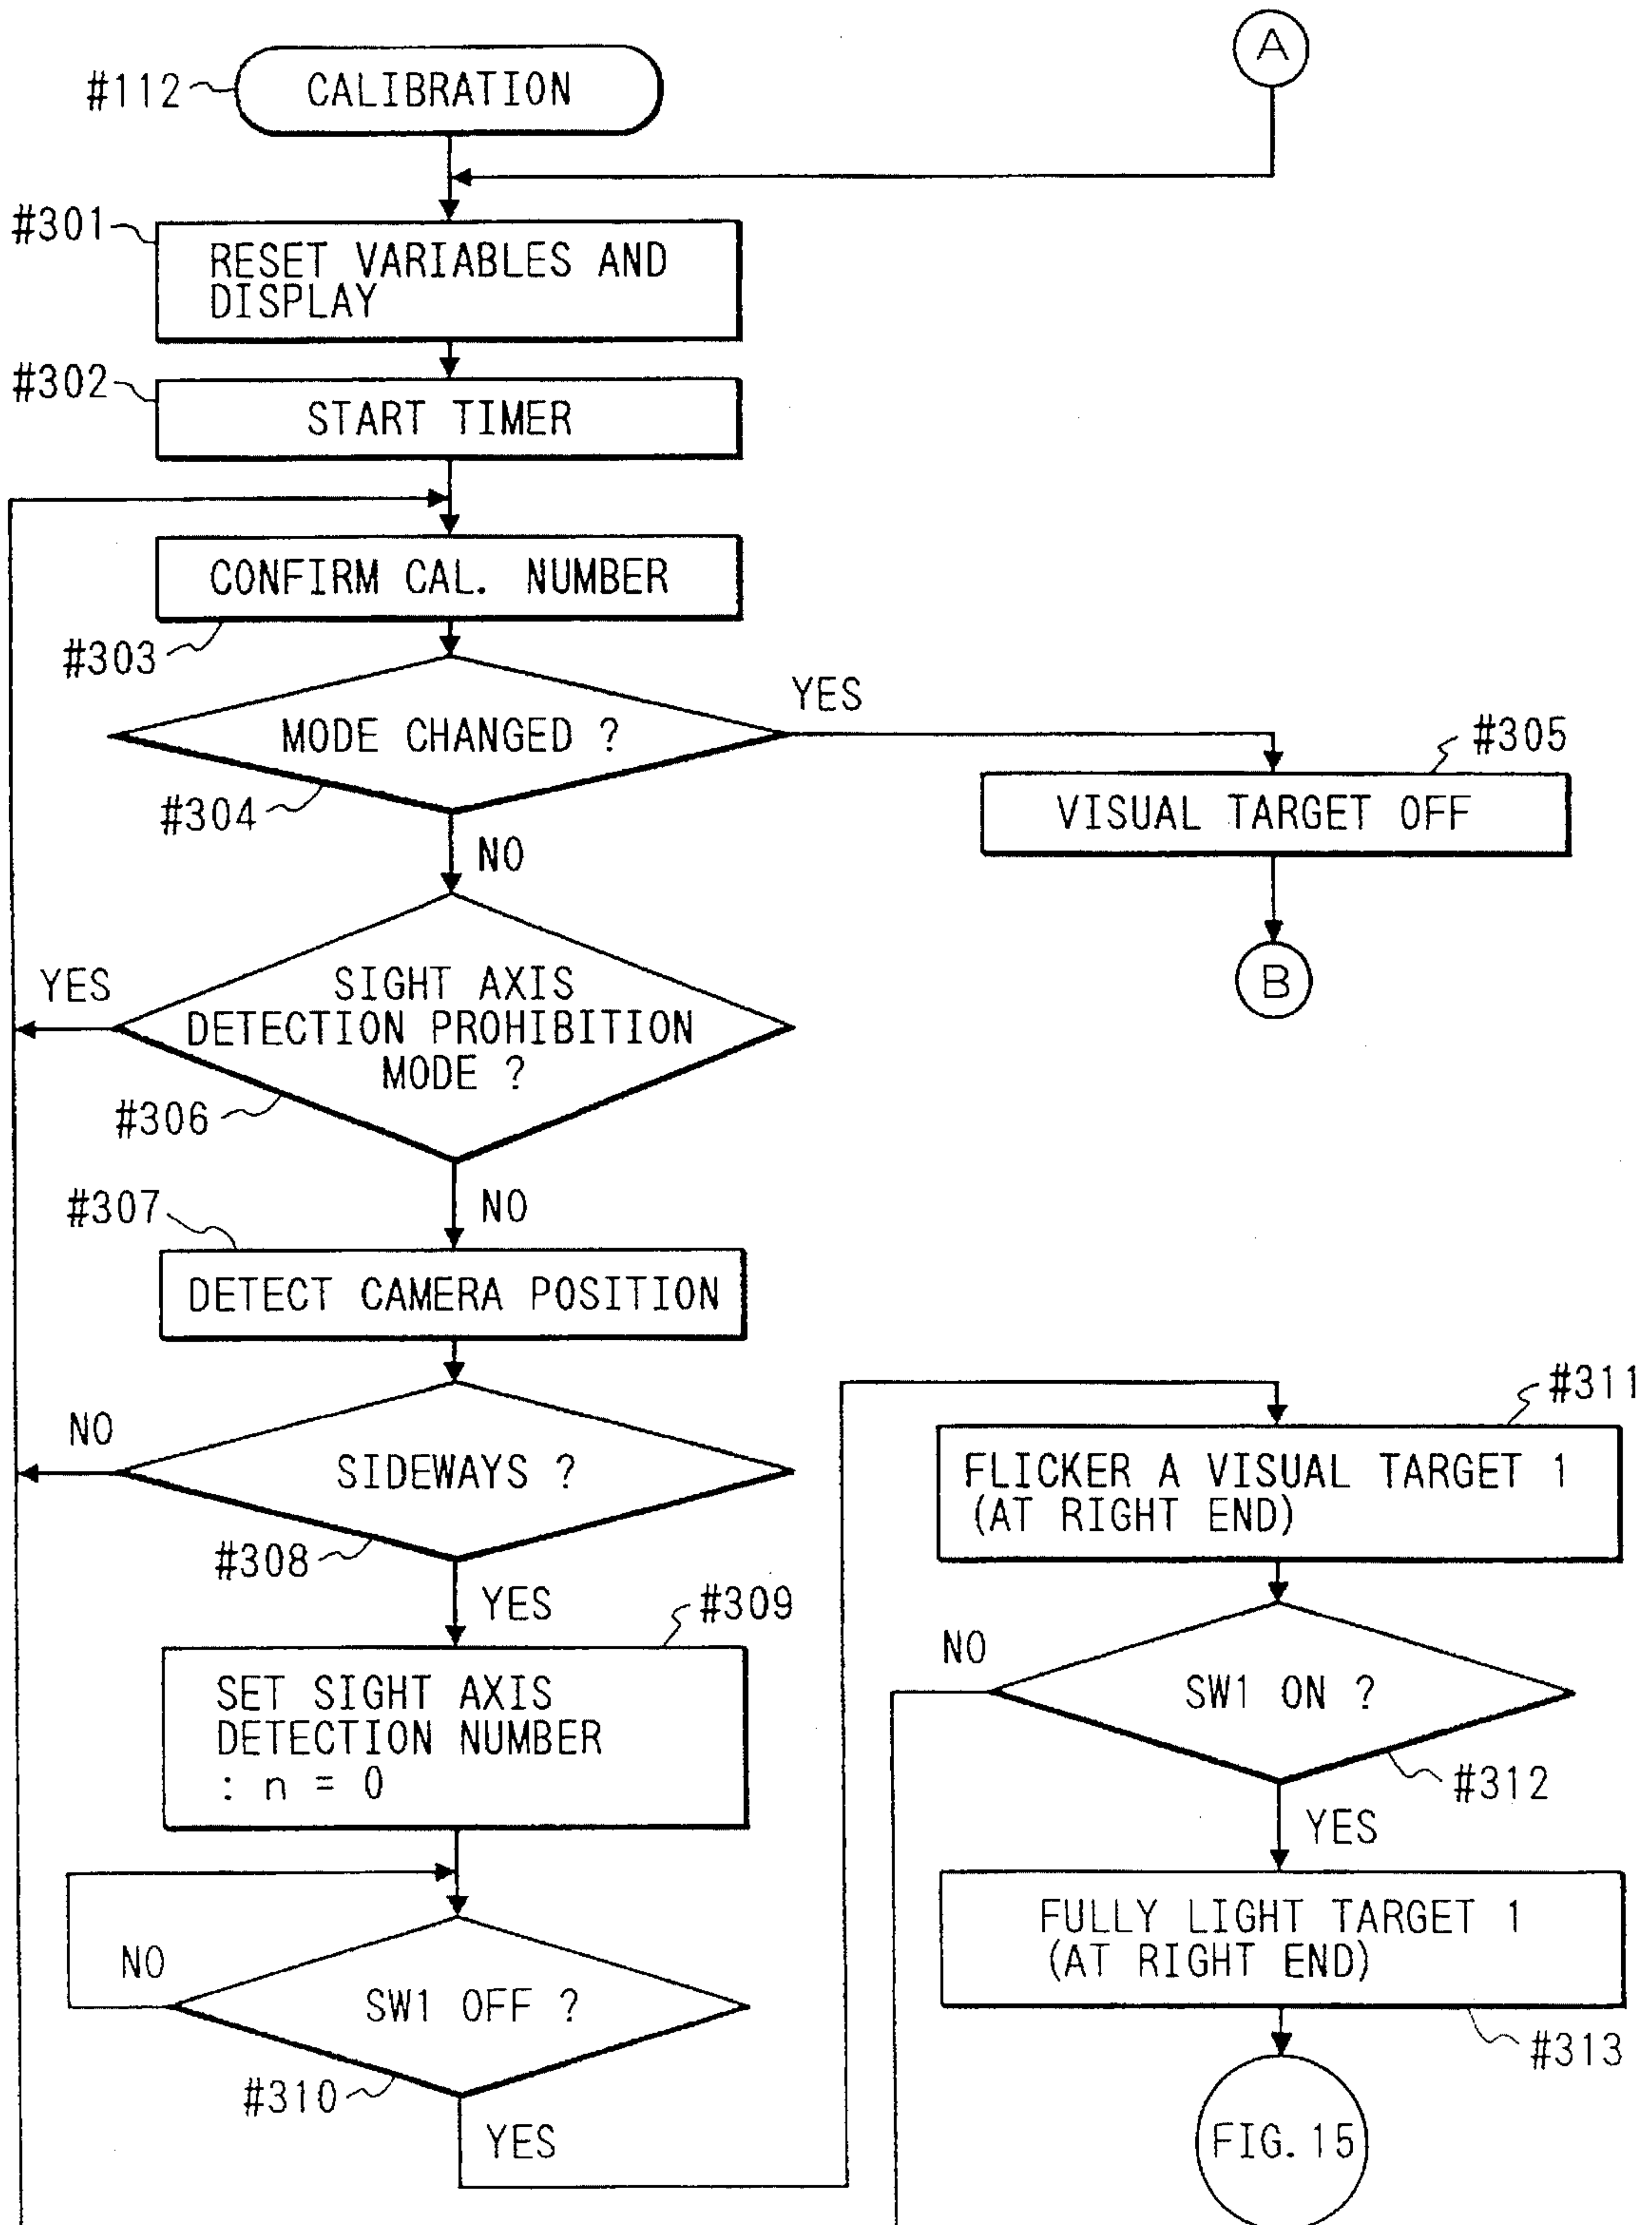 A
#112
CALIBRATION
#301
RESET VARIABLES AND
DISPLAY
#302
START TIMER
CONFIRM CAL. NUMBER
#303
MODE CHANGED ?
YES
#304
NO
#305
VISUAL TARGET OFF
B
SIGHT AXIS
DETECTION PROHIBITION
MODE ?
YES
#306
NO
#307
DETECT CAMERA POSITION
NO
SIDEWAYS ?
#308
YES
#309
SET SIGHT AXIS
DETECTION NUMBER
: n = 0
NO
SW1 OFF ?
#310
YES
#311
FLICKER A VISUAL TARGET 1
(AT RIGHT END)
NO
SW1 ON ?
#312
YES
FULLY LIGHT TARGET 1
(AT RIGHT END)
#313
FIG. 15